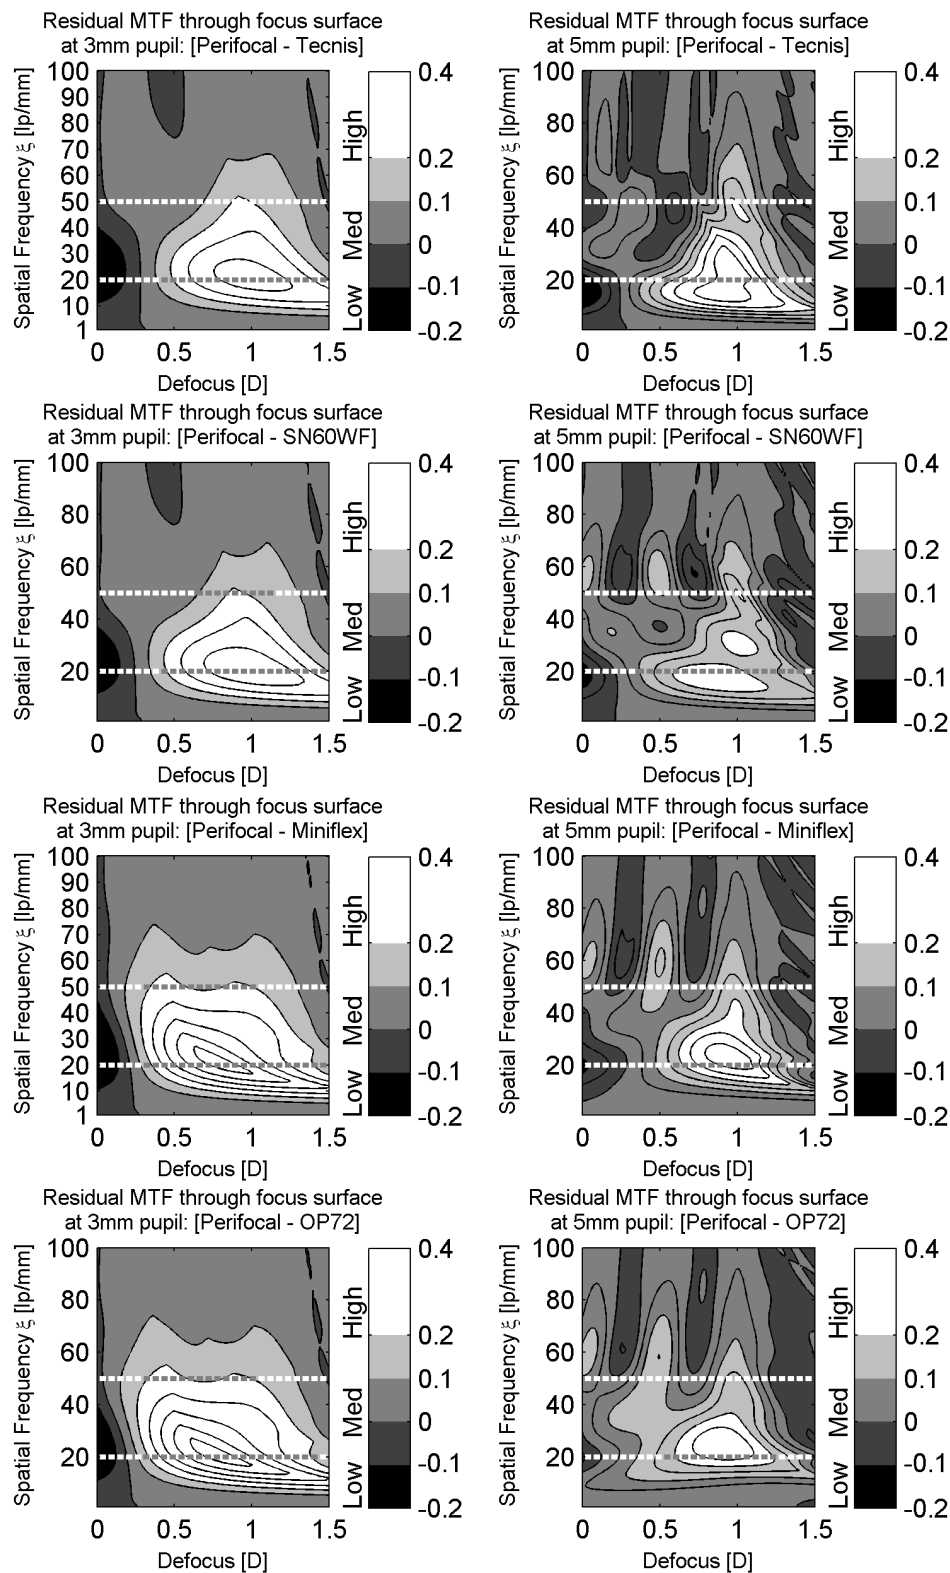 Residual MTF through focus surface
at 3mm pupil: [Perifocal - Tecnis]
Spatial Frequency ξ [lp/mm]
100
90
80
70
60
50
40
30
20
10
1
0 0.5 1 1.5
Defocus [D]
Low Med High
0.4
0.2
0.1
0
-0.1
-0.2
Residual MTF through focus surface
at 5mm pupil: [Perifocal - Tecnis]
Spatial Frequency ξ [lp/mm]
100
80
60
50
40
20
0 0.5 1 1.5
Defocus [D]
Low Med High
0.4
0.2
0.1
0
-0.1
-0.2
Residual MTF through focus surface
at 3mm pupil: [Perifocal - SN60WF]
Spatial Frequency ξ [lp/mm]
100
80
60
40
20
0 0.5 1 1.5
Defocus [D]
Low Med High
0.4
0.2
0.1
0
-0.1
-0.2
Residual MTF through focus surface
at 5mm pupil: [Perifocal - SN60WF]
Spatial Frequency ξ [lp/mm]
100
80
60
40
20
0 0.5 1 1.5
Defocus [D]
Low Med High
0.4
0.2
0.1
0
-0.1
-0.2
Residual MTF through focus surface
at 3mm pupil: [Perifocal - Miniflex]
Spatial Frequency ξ [lp/mm]
100
90
80
70
60
50
40
30
20
10
1
0 0.5 1 1.5
Defocus [D]
Low Med High
0.4
0.2
0.1
0
-0.1
-0.2
Residual MTF through focus surface
at 5mm pupil: [Perifocal - Miniflex]
Spatial Frequency ξ [lp/mm]
100
80
60
40
20
0 0.5 1 1.5
Defocus [D]
Low Med High
0.4
0.2
0.1
0
-0.1
-0.2
Residual MTF through focus surface
at 3mm pupil: [Perifocal - OP72]
Spatial Frequency ξ [lp/mm]
100
80
60
40
20
0 0.5 1 1.5
Defocus [D]
Low Med High
0.4
0.2
0.1
0
-0.1
-0.2
Residual MTF through focus surface
at 5mm pupil: [Perifocal - OP72]
Spatial Frequency ξ [lp/mm]
100
80
60
40
20
0 0.5 1 1.5
Defocus [D]
Low Med High
0.4
0.2
0.1
0
-0.1
-0.2